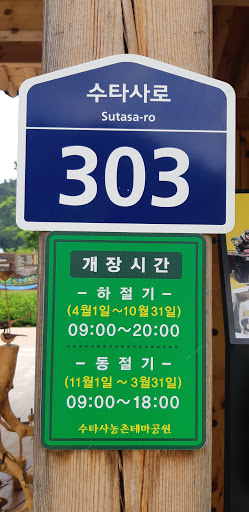 수타사로
Sutasa-ro
303
개 장 시 간
– 하 절 기 –
(4월1일~10월31일)
09:00~20:00
– 동 절 기 –
(11월1일 ~ 3월31일)
09:00~18:00
수타사농촌테마공원